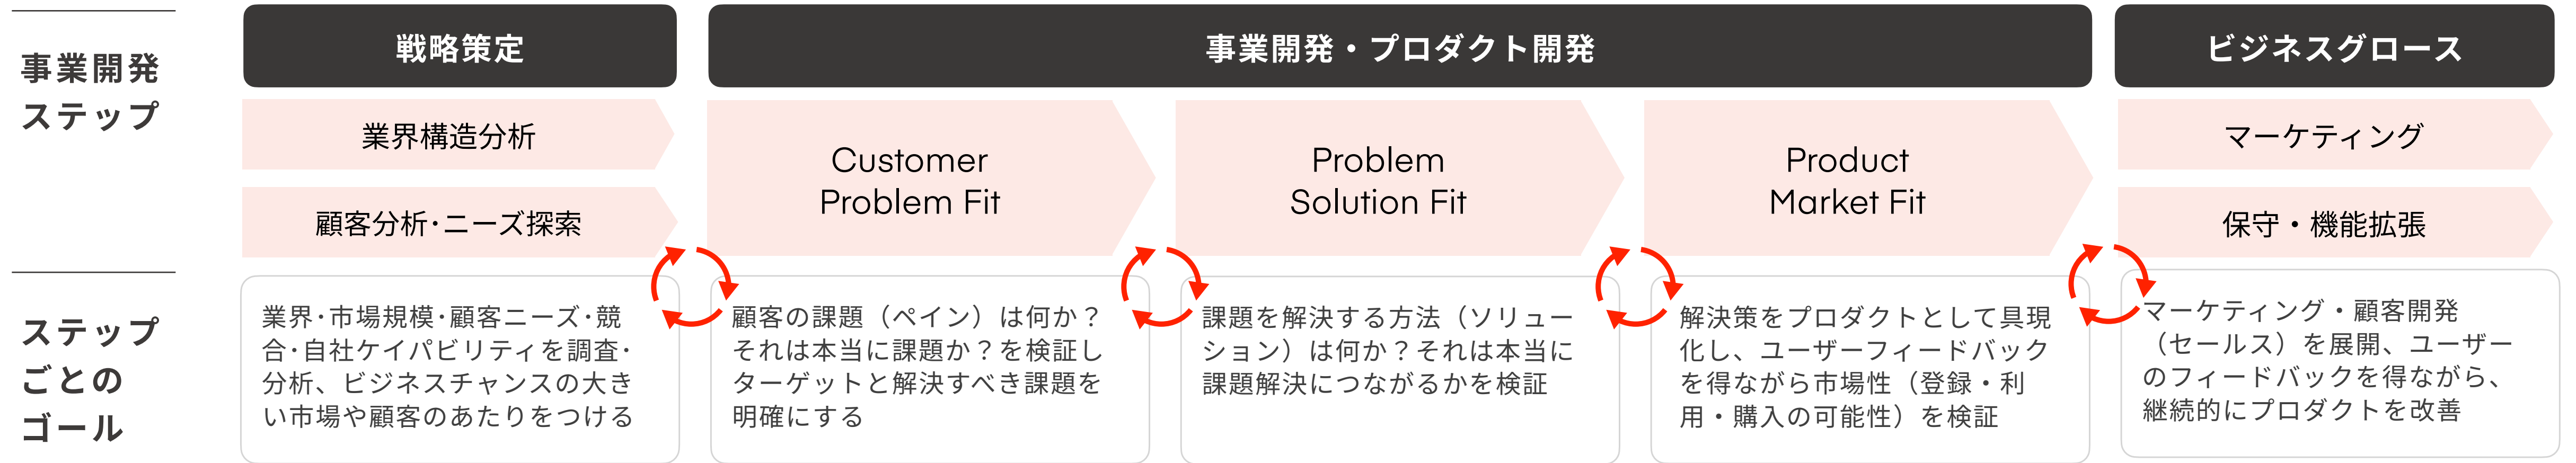 事業開発
ステップ
戦略策定
事業開発・プロダクト開発
ビジネスグロース
業界構造分析
顧客分析･ニーズ探索
Customer
Problem Fit
Problem
Solution Fit
Product
Market Fit
マーケティング
保守・機能拡張
ステップ
ごとの
ゴール
業界･市場規模･顧客ニーズ･競
合･自社ケイパビリティを調査･
分析、ビジネスチャンスの大き
い市場や顧客のあたりをつける
顧客の課題（ペイン）は何か？
それは本当に課題か？を検証し
ターゲットと解決すべき課題を
明確にする
課題を解決する方法（ソリュー
ション）は何か？それは本当に
課題解決につながるかを検証
解決策をプロダクトとして具現
化し、ユーザーフィードバック
を得ながら市場性（登録・利
用・購入の可能性）を検証
マーケティング・顧客開発
（セールス）を展開、ユーザー
のフィードバックを得ながら、
継続的にプロダクトを改善